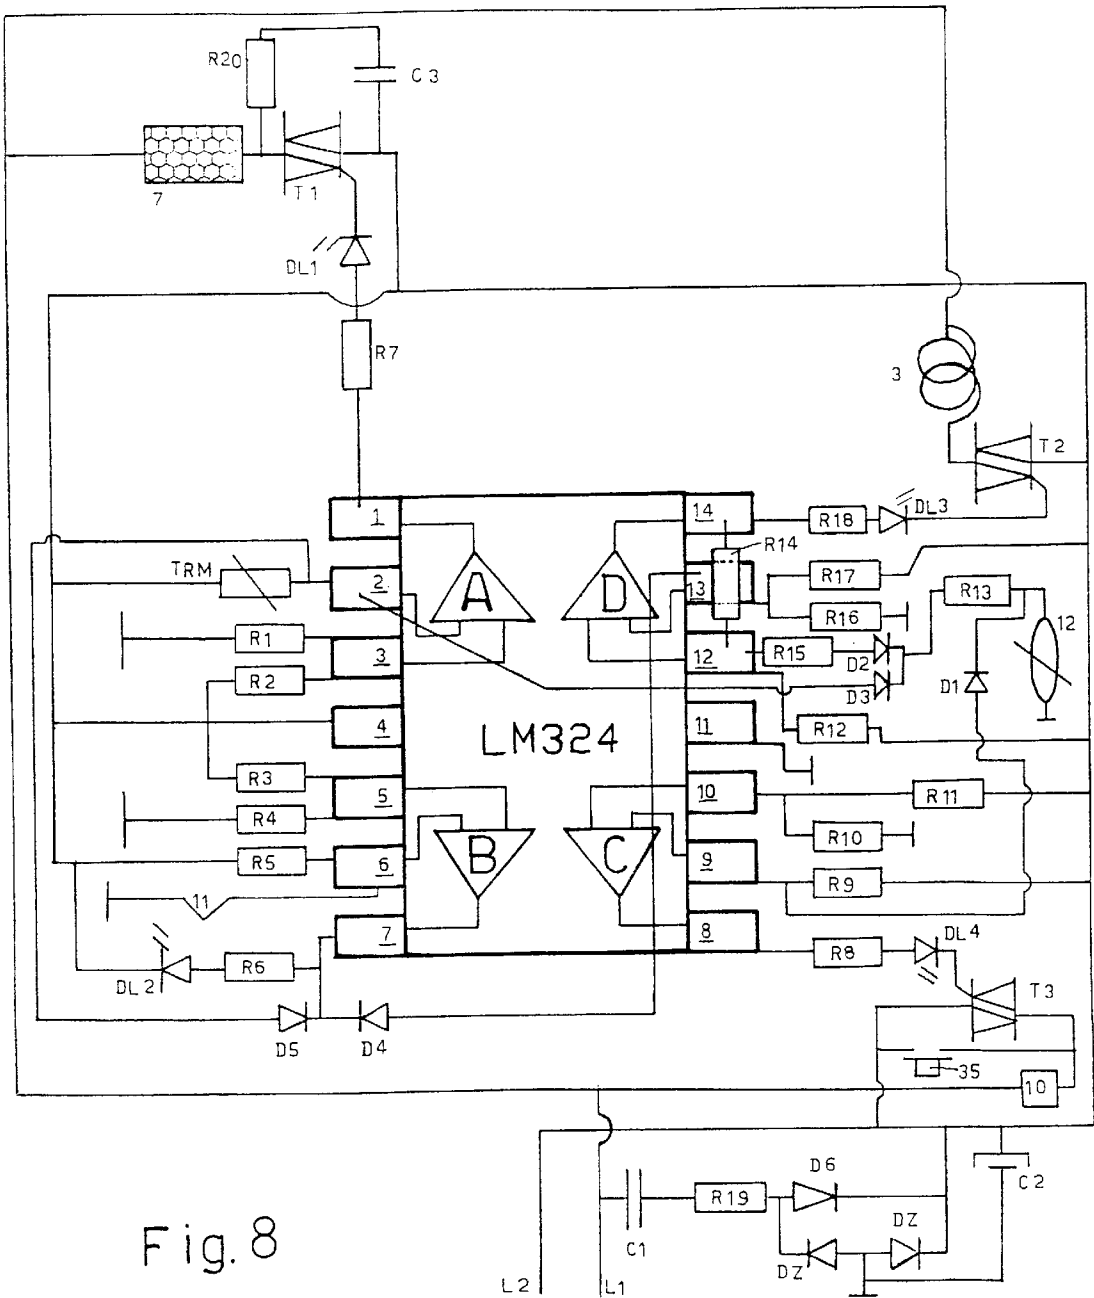 R20
C3
7
T1
DL1
R7
3
T2
1
14
R18
DL3
R14
TRM
2
A
D
13
R17
R13
R1
R16
12
3
12
R15
D2
R2
D3
D1
4
LM324
11
R12
R3
5
10
R11
R4
R10
R5
6
B
C
9
R9
11
7
8
DL4
R6
R8
DL2
T3
D5
D4
35
10
D6
C2
R19
DZ
C1
DZ
Fig. 8
L2
L1